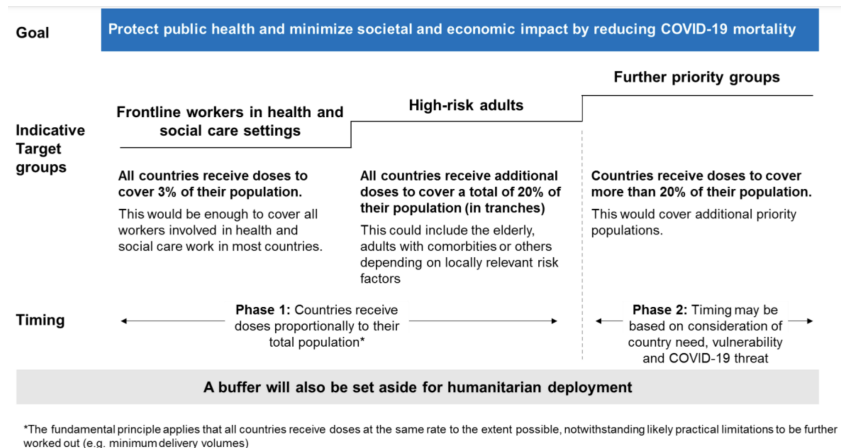 Goal
Protect public health and minimize societal and economic impact by reducing COVID-19 mortality
Indicative
Target
groups
Frontline workers in health and
social care settings
All countries receive doses to
cover 3% of their population.
This would be enough to cover all
workers involved in health and
social care work in most countries.
High-risk adults
All countries receive additional
doses to cover a total of 20% of
their population (in tranches)
This could include the elderly,
adults with comorbities or others
depending on locally relevant risk
factors
Further priority groups
Countries receive doses to cover
more than 20% of their population.
This would cover additional priority
populations.
Timing
Phase 1: Countries receive
doses proportionally to their
total population*
Phase 2: Timing may be
based on consideration of
country need, vulnerability
and COVID-19 threat
A buffer will also be set aside for humanitarian deployment
*The fundamental principle applies that all countries receive doses at the same rate to the extent possible, notwithstanding likely practical limitations to be further
worked out (e.g. minimum delivery volumes)